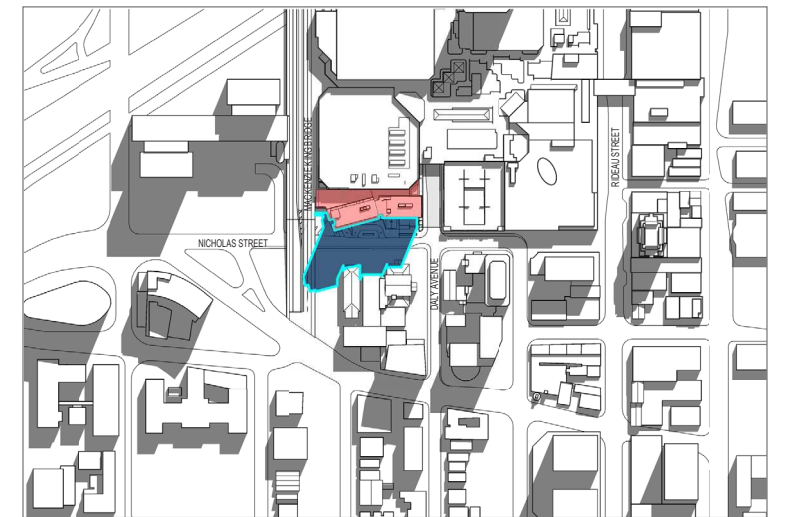 MACKENZIE KING BRIDGE
RIDEAU STREET
NICHOLAS STREET
DALY AVENUE